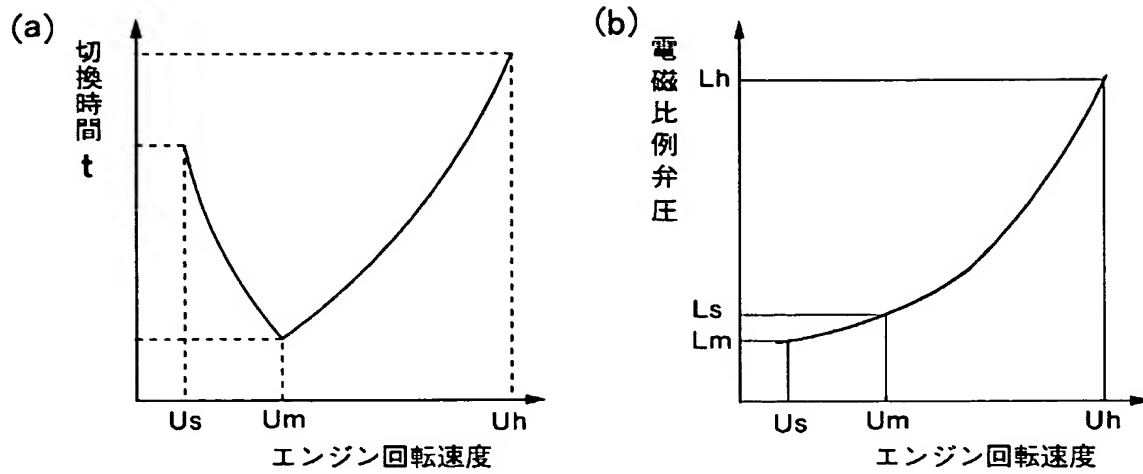 (a)
切換時間 t
Us
Um
Uh
エンジン回転速度
(b)
電磁比例弁圧
Lh
Ls
Lm
Us
Um
Uh
エンジン回転速度